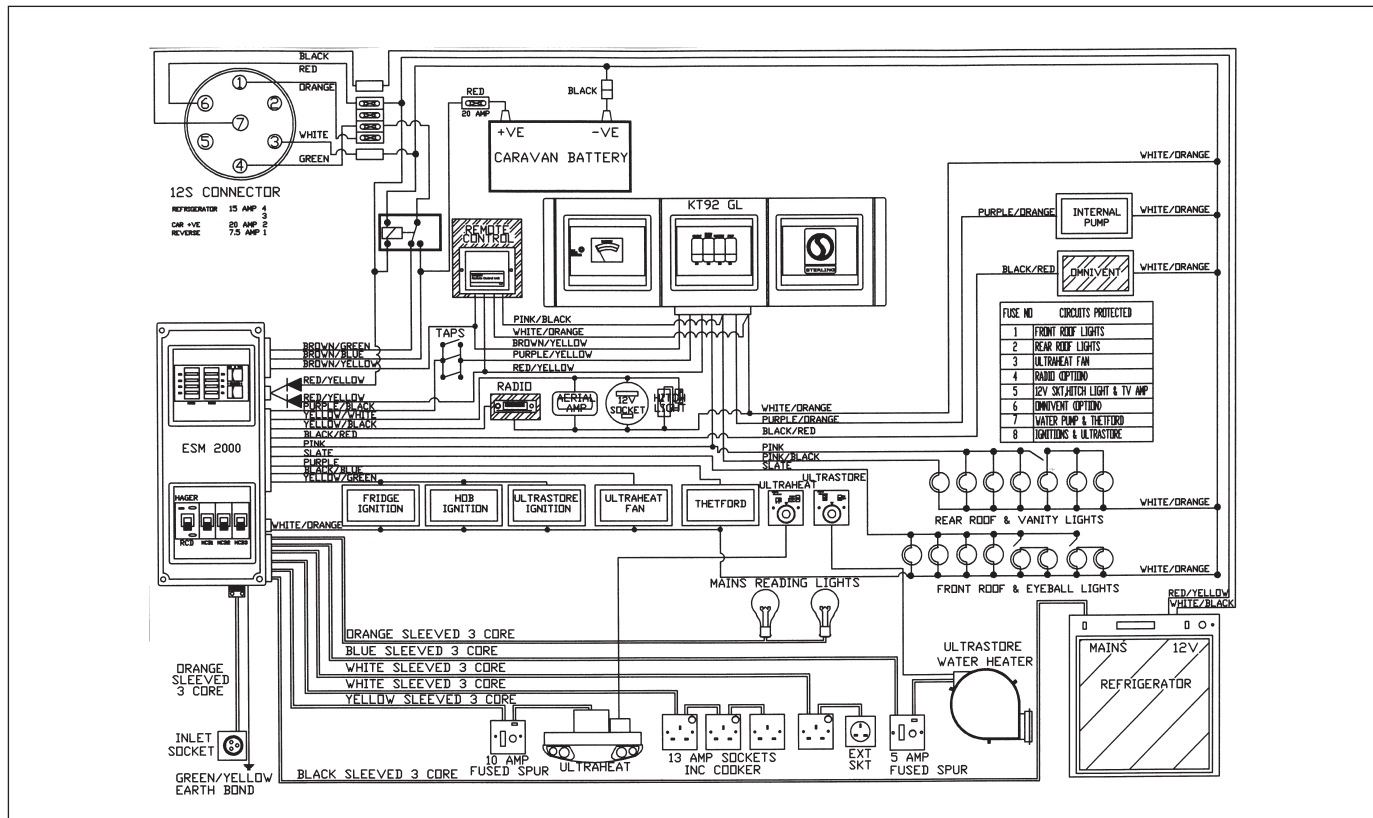 BLACK
RED
ORANGE
WHITE
GREEN
1
2
3
4
5
6
7
12S CONNECTOR
REFRIGERATOR 15 AMP 4
3
CAR +VE 20 AMP 2
REVERSE 7.5 AMP 1
RED
20 AMP
BLACK
+VE -VE
CARAVAN BATTERY
REMOTE
CONTROL
KT92 GL
STERLING
WHITE/ORANGE
PURPLE/ORANGE
INTERNAL
PUMP
WHITE/ORANGE
BLACK/RED
OMNIVENT
WHITE/ORANGE
FUSE NO CIRCUITS PROTECTED
1 FRONT ROOF LIGHTS
2 REAR ROOF LIGHTS
3 ULTRAHEAT FAN
4 RADIO (OPTION)
5 12V SKT,HITCH LIGHT & TV AMP
6 OMNIVENT (OPTION)
7 WATER PUMP & THETFORD
8 IGNITIONS & ULTRASTORE
PINK/BLACK
WHITE/ORANGE
BROWN/YELLOW
PURPLE/YELLOW
RED/YELLOW
TAPS
BROWN/GREEN
BROWN/BLUE
BROWN/YELLOW
RED/YELLOW
RED/YELLOW
PURPLE/BLACK
YELLOW/WHITE
YELLOW/BLACK
BLACK/RED
PINK
SLATE
PURPLE
BLACK/BLUE
YELLOW/GREEN
RADIO
AERIAL
AMP
12V
SOCKET
HITCH
LIGHT
WHITE/ORANGE
PURPLE/ORANGE
BLACK/RED
PINK
PINK/BLACK
SLATE
ESM 2000
HAGER
RCD MCB1 MCB2 MCB3
FRIDGE
IGNITION
HOB
IGNITION
ULTRASTORE
IGNITION
ULTRAHEAT
FAN
THETFORD
ULTRAHEAT
ULTRASTORE
WHITE/ORANGE
WHITE/ORANGE
REAR ROOF & VANITY LIGHTS
WHITE/ORANGE
FRONT ROOF & EYEBALL LIGHTS
MAINS READING LIGHTS
RED/YELLOW
WHITE/BLACK
MAINS 12V
REFRIGERATOR
ORANGE SLEEVED 3 CORE
BLUE SLEEVED 3 CORE
WHITE SLEEVED 3 CORE
WHITE SLEEVED 3 CORE
YELLOW SLEEVED 3 CORE
ULTRASTORE
WATER HEATER
ORANGE
SLEEVED
3 CORE
INLET
SOCKET
GREEN/YELLOW
EARTH BOND
BLACK SLEEVED 3 CORE
10 AMP
FUSED SPUR
ULTRAHEAT
13 AMP SOCKETS
INC COOKER
EXT
SKT
5 AMP
FUSED SPUR